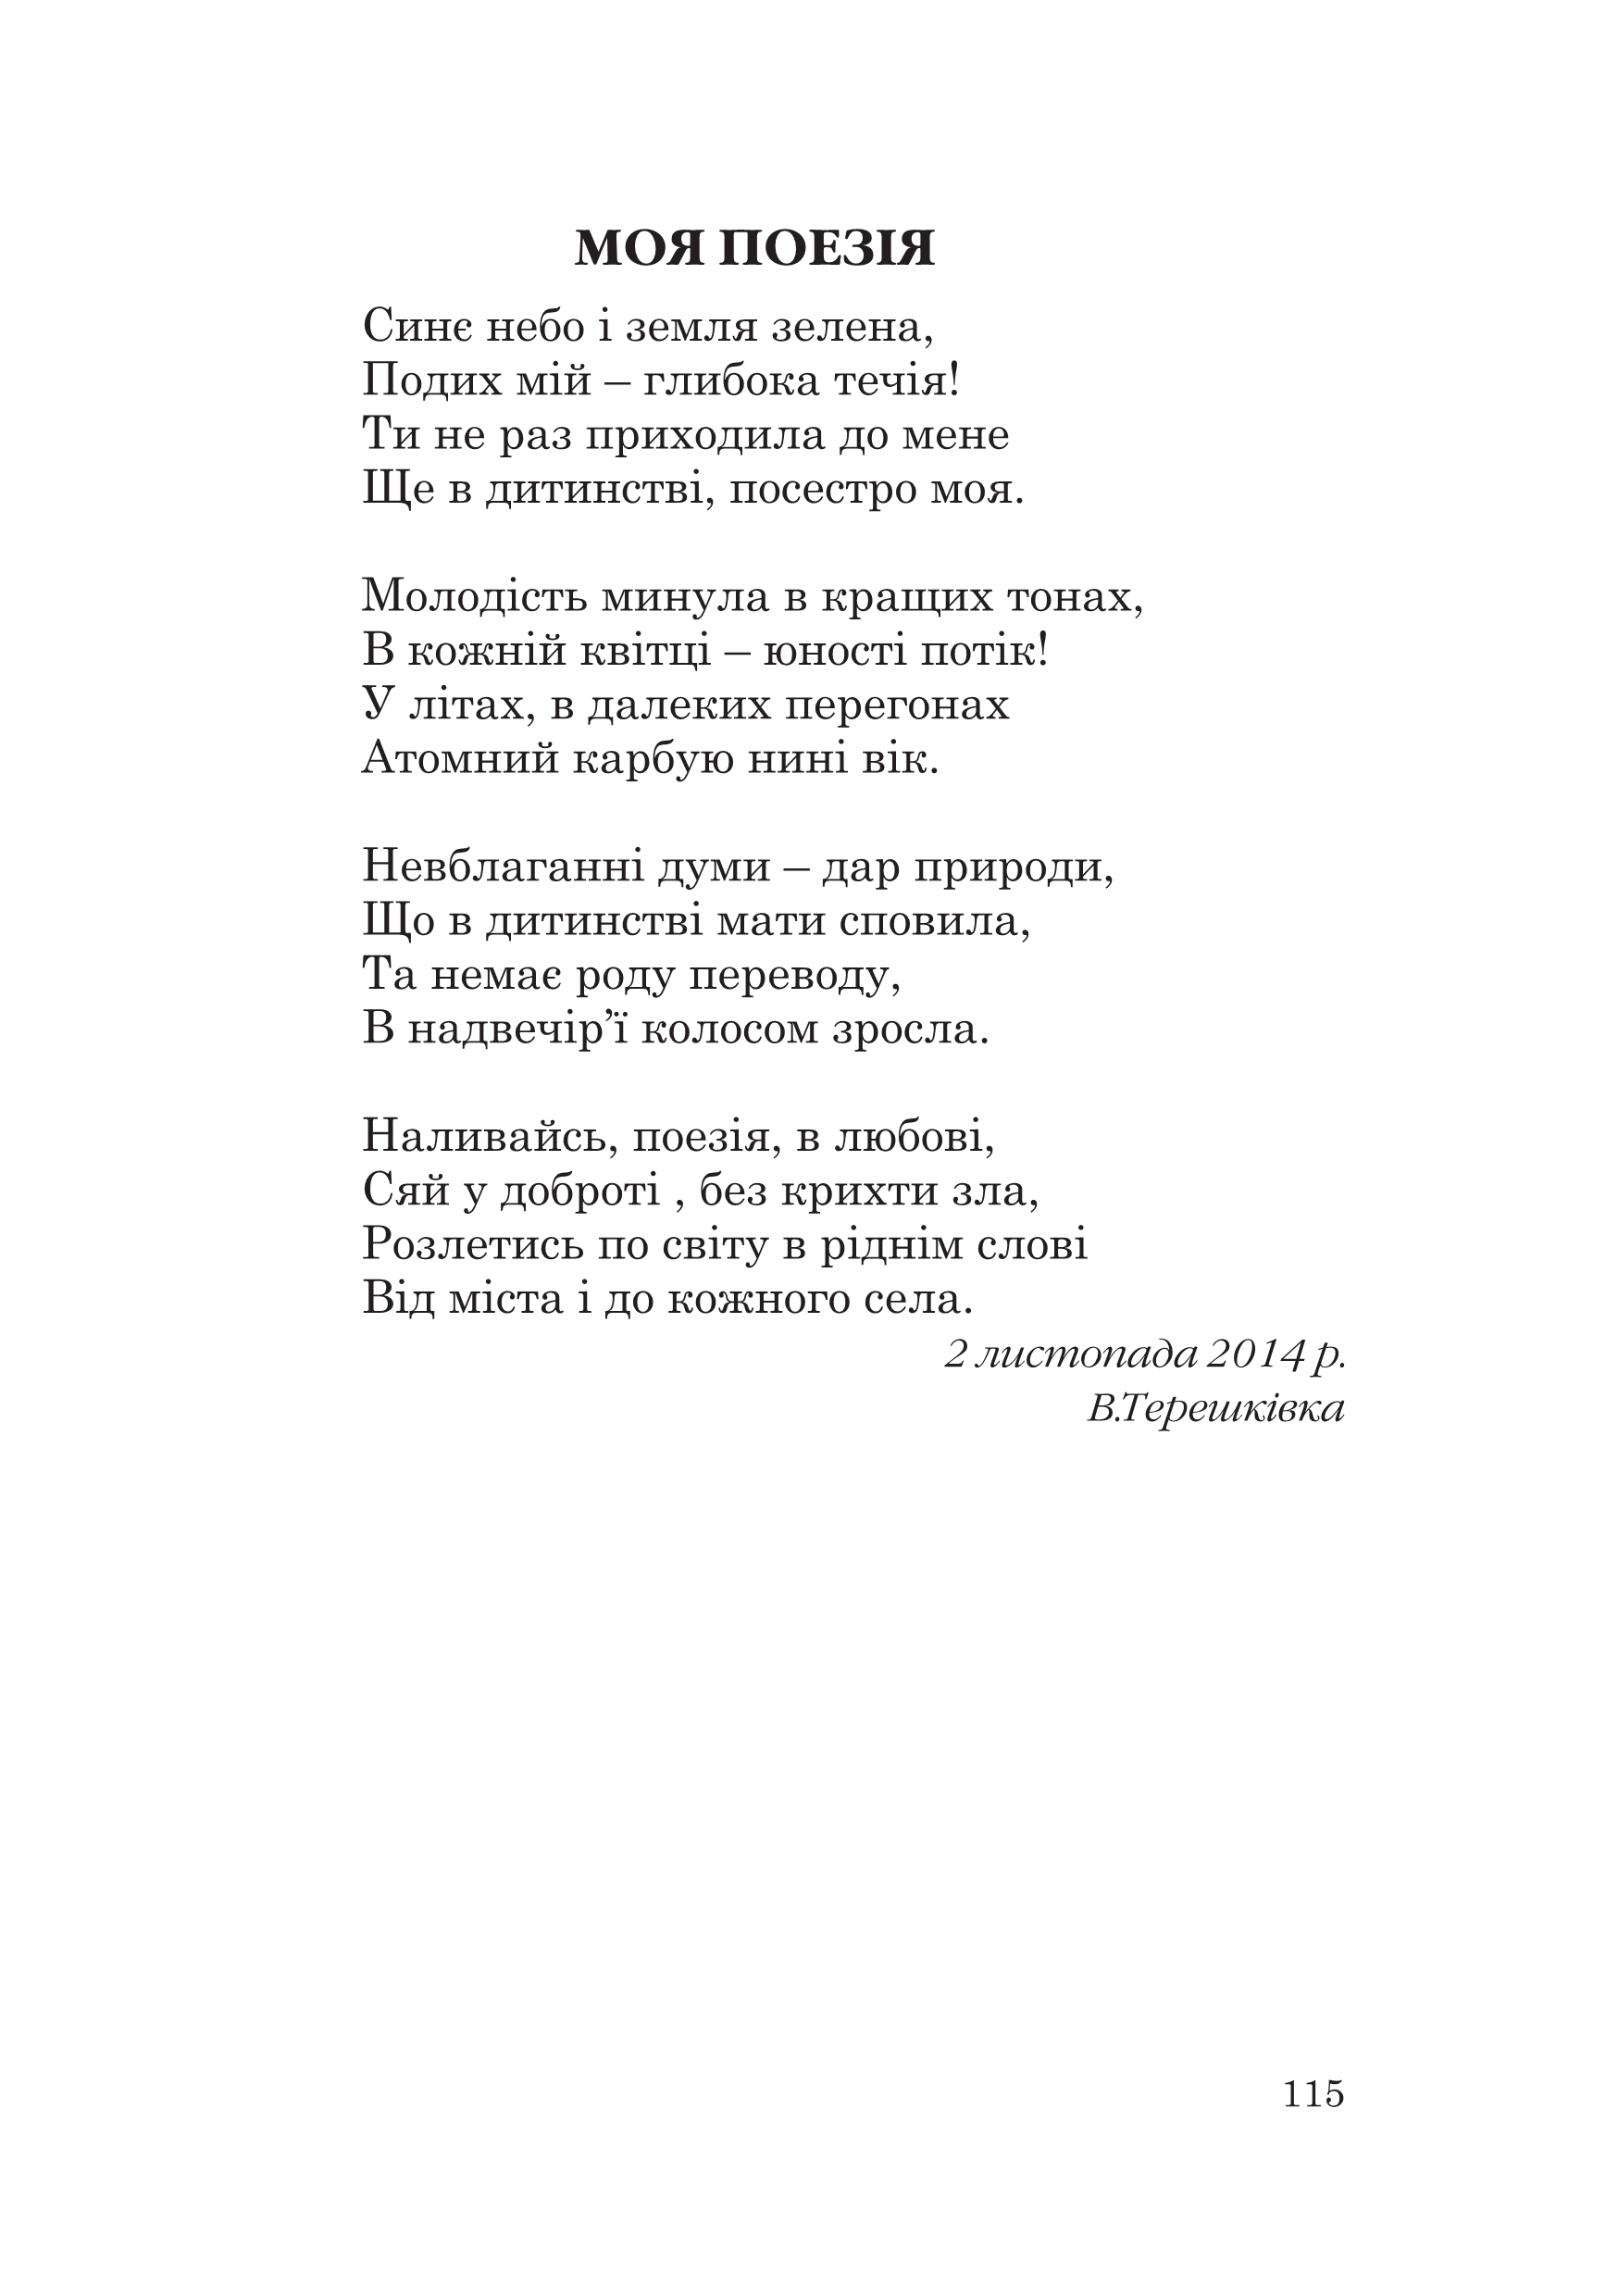 МОЯ ПОЕЗІЯ
Синє небо і земля зелена,
Подих мій – глибока течія!
Ти не раз приходила до мене
Ще в дитинстві, посестро моя.
Молодість минула в кращих тонах,
В кожній квітці – юності потік!
У літах, в далеких перегонах
Атомний карбую нині вік.
Невблаганні думи – дар природи,
Що в дитинстві мати сповила,
Та немає роду переводу,
В надвечір’ї колосом зросла.
Наливайсь, поезія, в любові,
Сяй у доброті , без крихти зла,
Розлетись по світу в ріднім слові
Від міста і до кожного села.
2 листопада 2014 р.
В.Терешківка
115